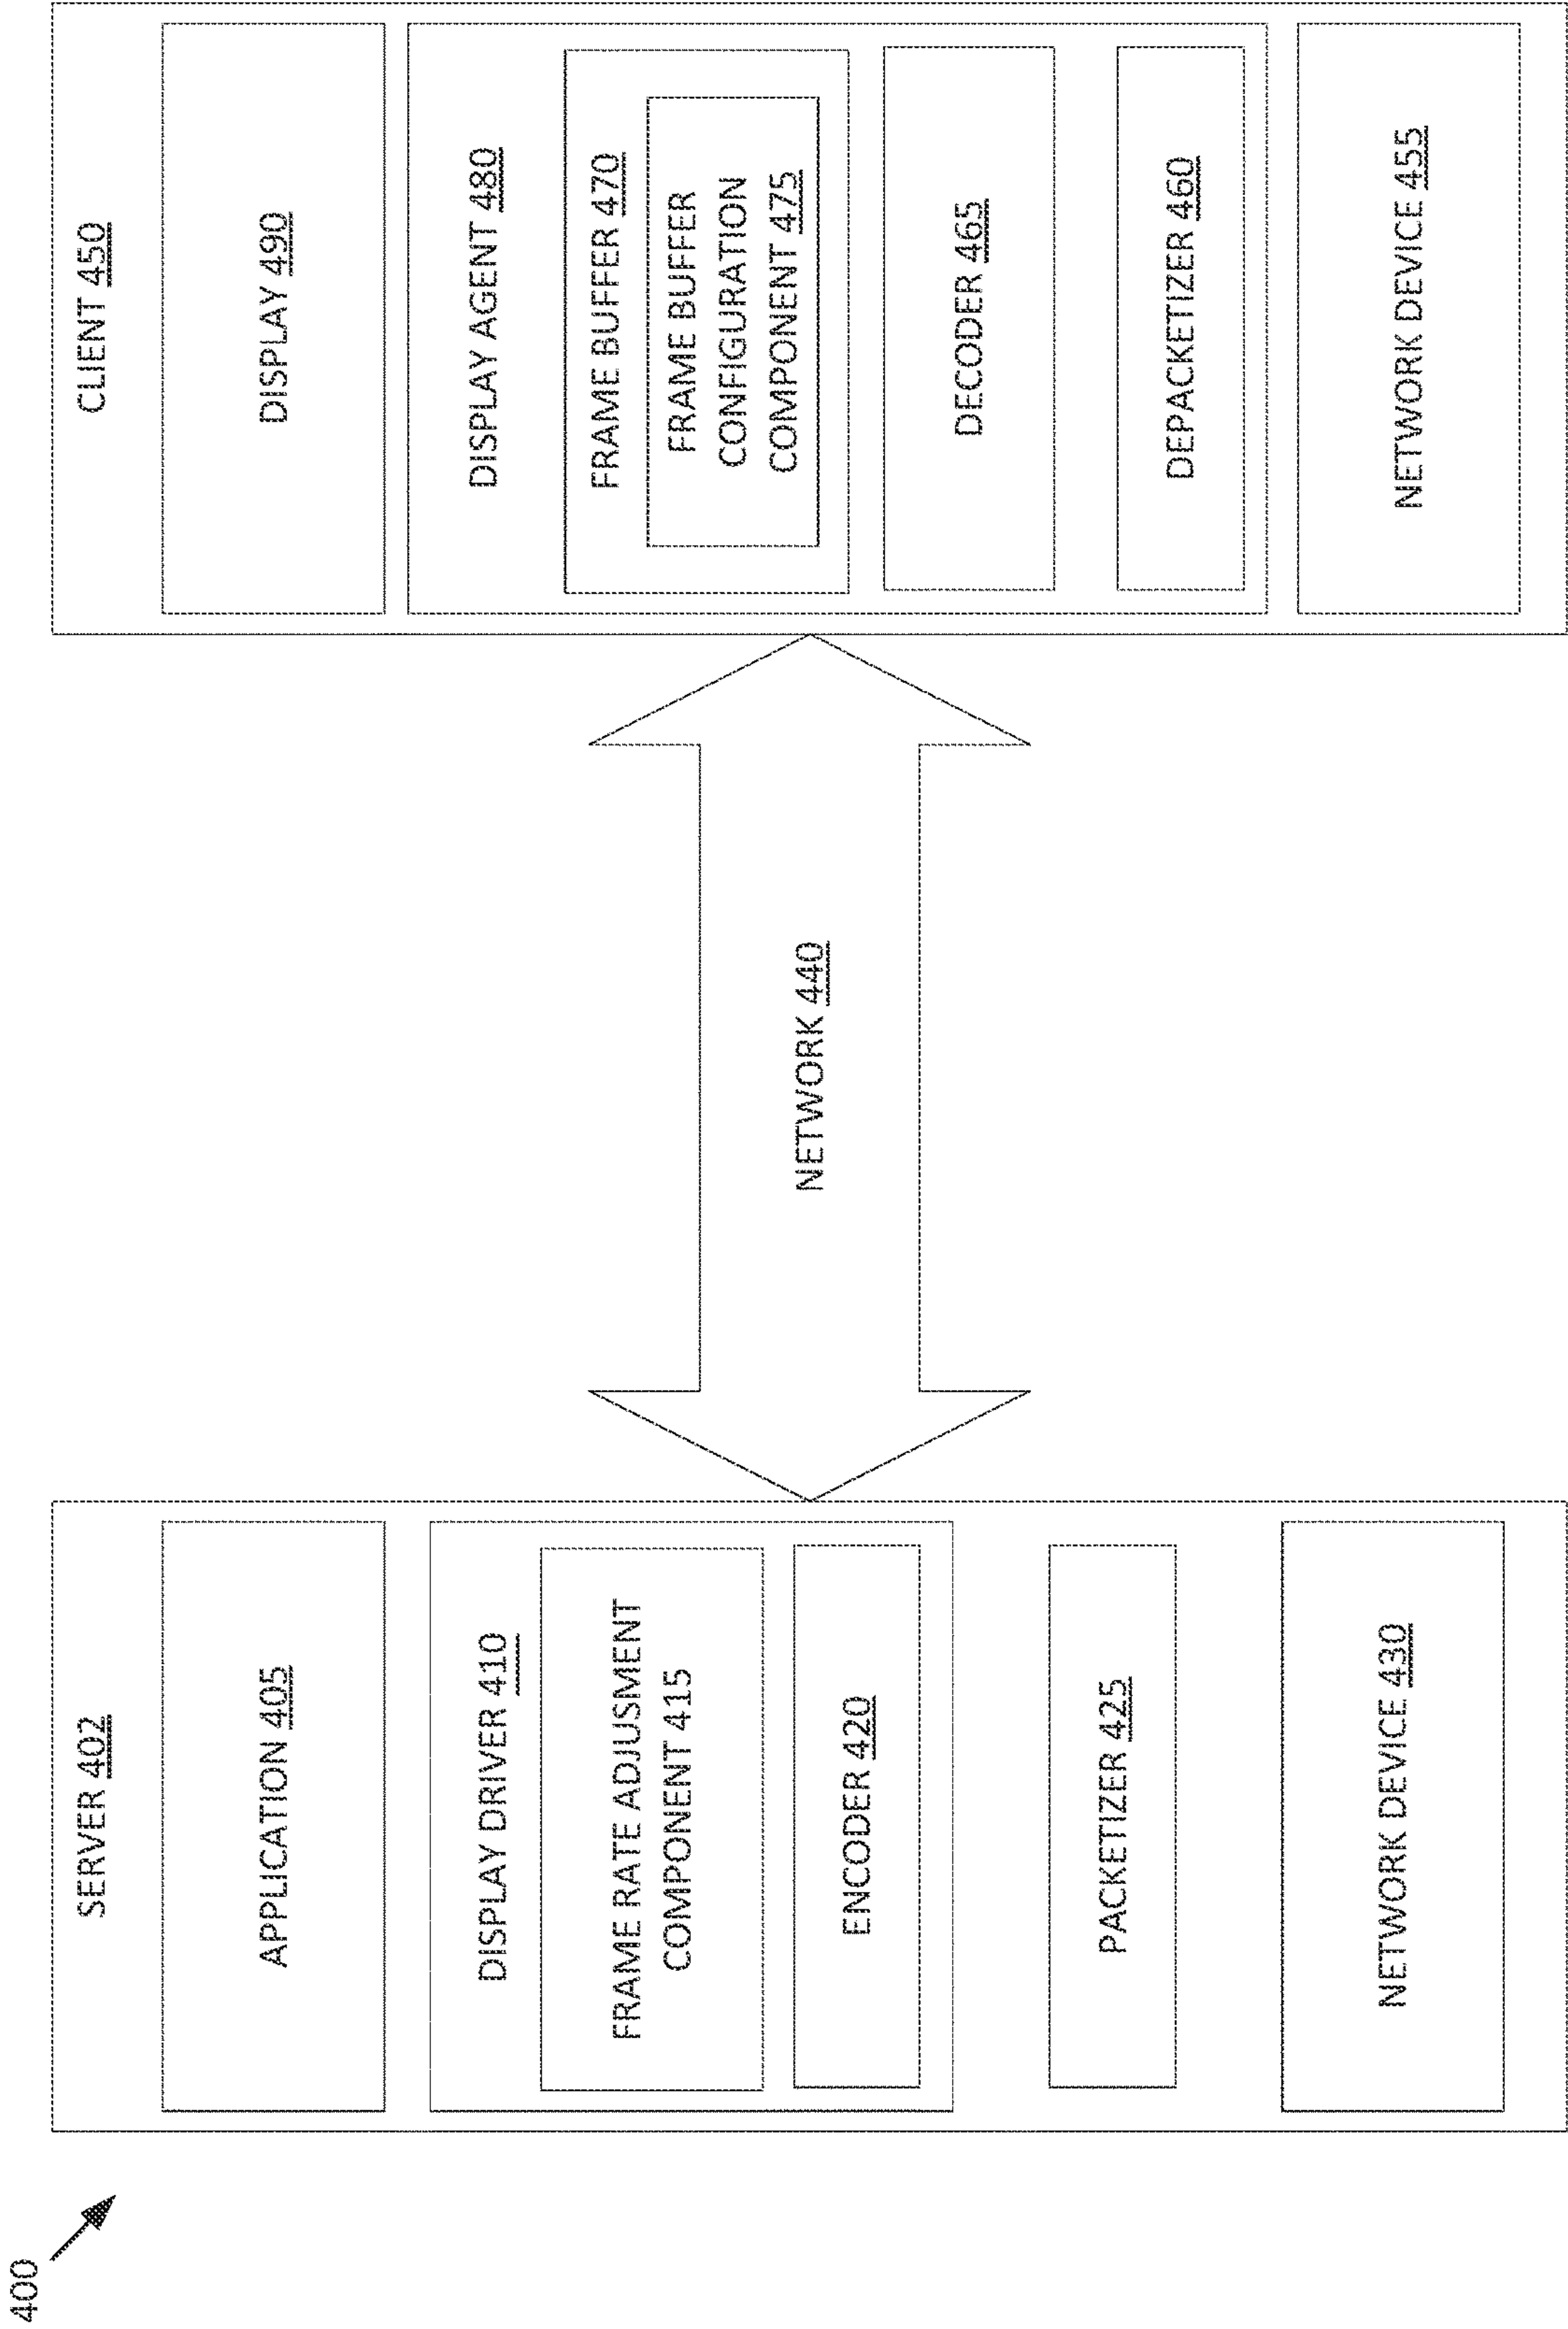 400
SERVER 402
APPLICATION 405
DISPLAY DRIVER 410
FRAME RATE ADJUSMENT
COMPONENT 415
ENCODER 420
PACKETIZER 425
NETWORK DEVICE 430
NETWORK 440
CLIENT 450
DISPLAY 490
DISPLAY AGENT 480
FRAME BUFFER 470
FRAME BUFFER
CONFIGURATION
COMPONENT 475
DECODER 465
DEPACKETIZER 460
NETWORK DEVICE 455